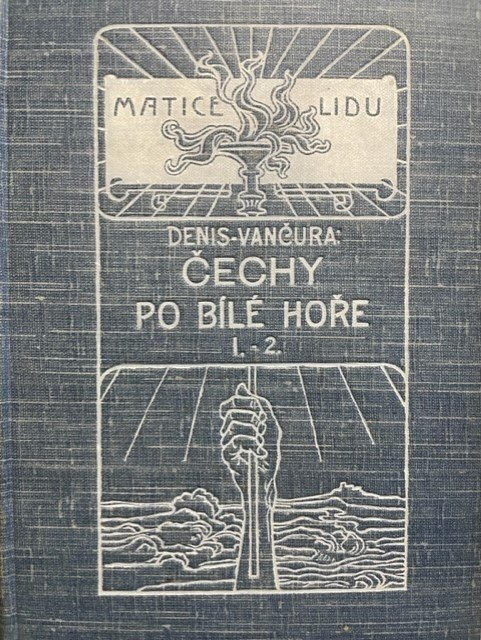 MATICE LIDU
DENIS-VANČURA:
ČECHY
PO BÍLÉ HOŘE
I.-2.